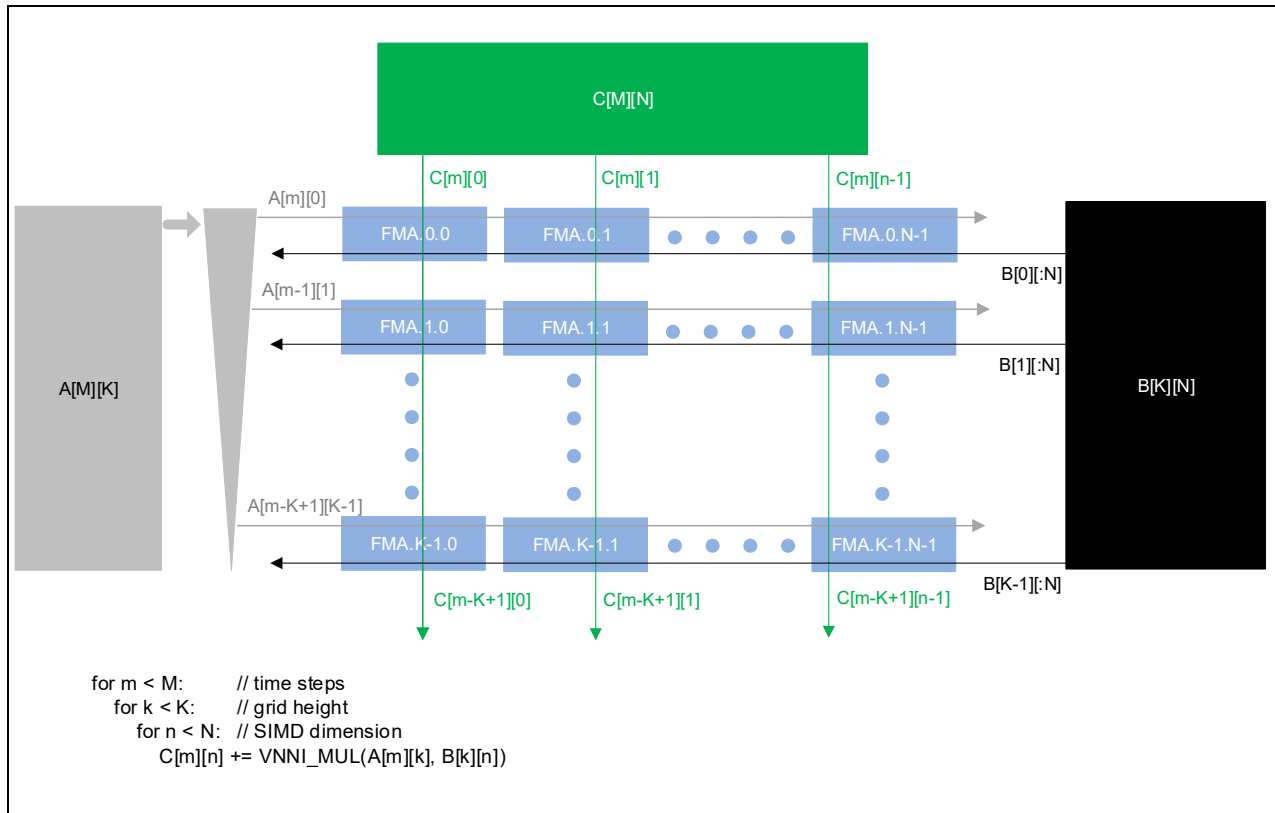 C[M][N]
C[m][0]
C[m][1]
C[m][n-1]
A[m][0]
FMA.0.0
FMA.0.1
FMA.0.N-1
B[0][:N]
A[m-1][1]
FMA.1.0
FMA.1.1
FMA.1.N-1
B[1][:N]
A[M][K]
B[K][N]
A[m-K+1][K-1]
FMA.K-1.0
FMA.K-1.1
FMA.K-1.N-1
B[K-1][:N]
C[m-K+1][0]
C[m-K+1][1]
C[m-K+1][n-1]
for m < M: // time steps
for k < K: // grid height
for n < N: // SIMD dimension
C[m][n] += VNNI_MUL(A[m][k], B[k][n])